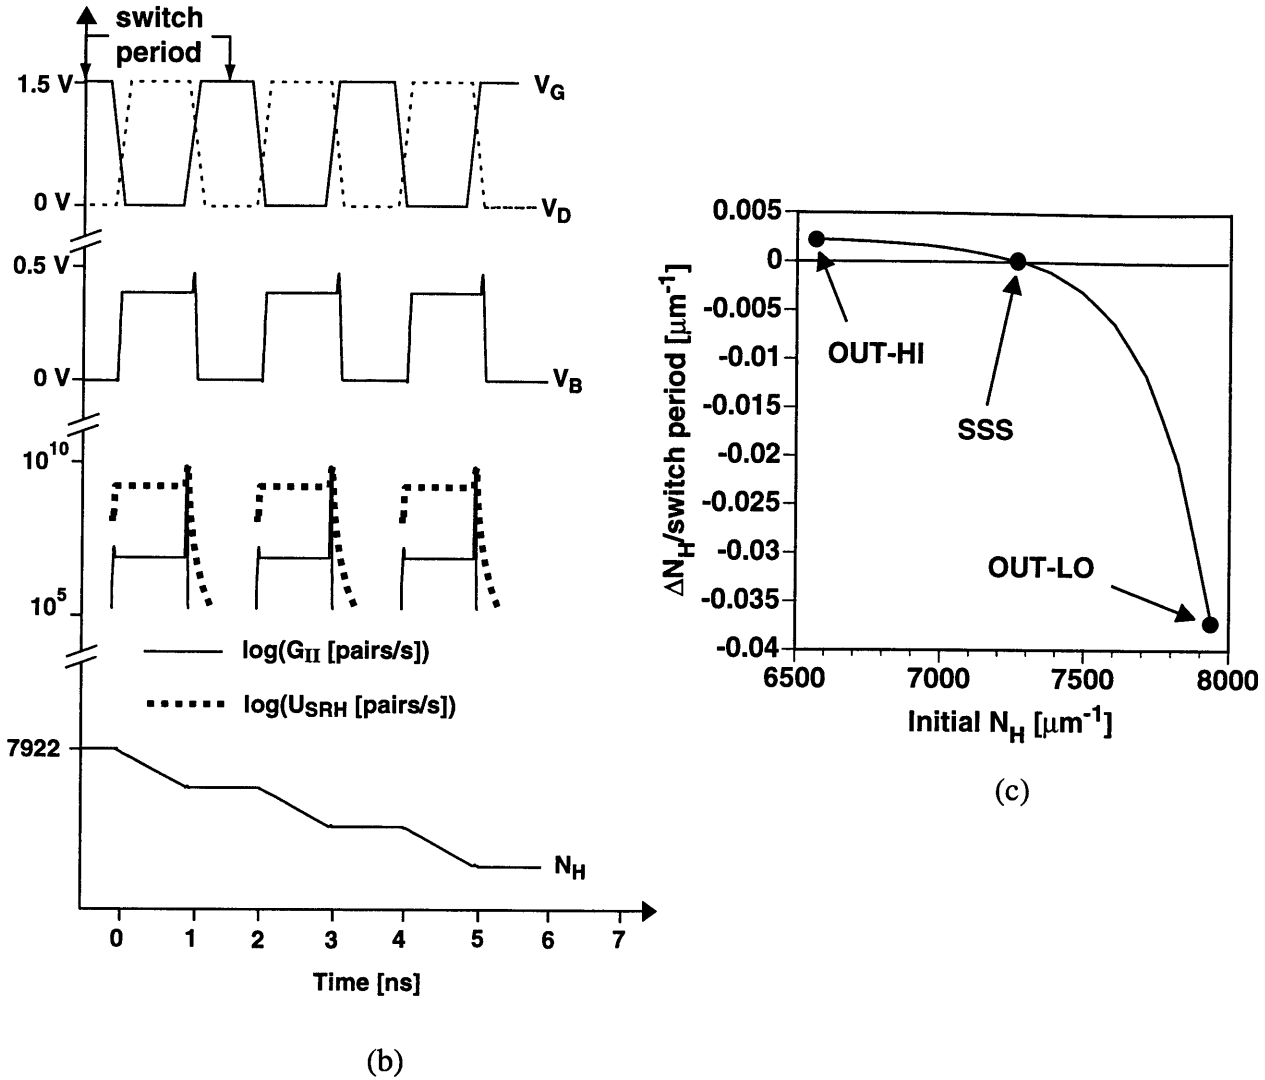 switch
period
1.5 V
V_G
0 V
V_D
0.5 V
0 V
V_B
10^10
10^5
log(G_II [pairs/s])
log(U_SRH [pairs/s])
7922
N_H
0 1 2 3 4 5 6 7
Time [ns]
(b)
0.005
0
-0.005
-0.01
-0.015
-0.02
-0.025
-0.03
-0.035
-0.04
ΔN_H/switch period [μm^-1]
OUT-HI
SSS
OUT-LO
6500 7000 7500 8000
Initial N_H [μm^-1]
(c)